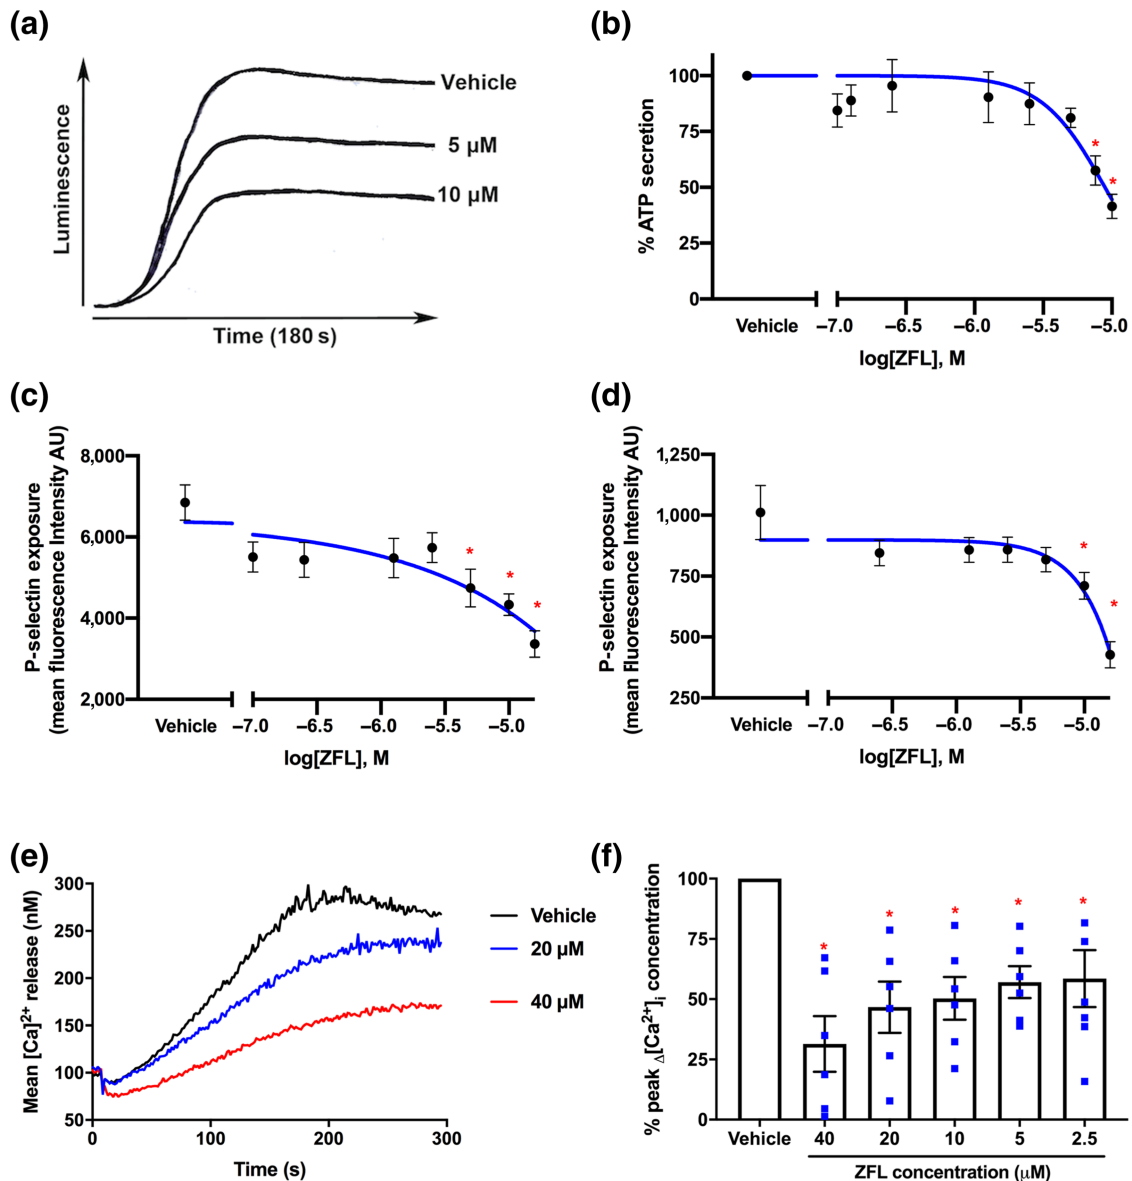 (a)
Luminescence
Vehicle
5 µM
10 µM
Time (180 s)
(b)
% ATP secretion
100
75
50
25
0
*
*
Vehicle
–7.0 –6.5 –6.0 –5.5 –5.0
log[ZFL], M
(c)
P-selectin exposure
(mean fluorescence Intensity AU)
8,000
6,000
4,000
2,000
*
*
*
Vehicle
–7.0 –6.5 –6.0 –5.5 –5.0
log[ZFL], M
(d)
P-selectin exposure
(mean Fluorescence Intensity AU)
1,250
1,000
750
500
250
*
*
Vehicle
–7.0 –6.5 –6.0 –5.5 –5.0
log[ZFL], M
(e)
Mean [Ca]2+ release (nM)
300
250
200
150
100
50
0 100 200 300
Time (s)
Vehicle
20 µM
40 µM
(f)
% peak Δ[Ca2+]i concentration
100
75
50
25
0
* * * * *
Vehicle 40 20 10 5 2.5
ZFL concentration (µM)